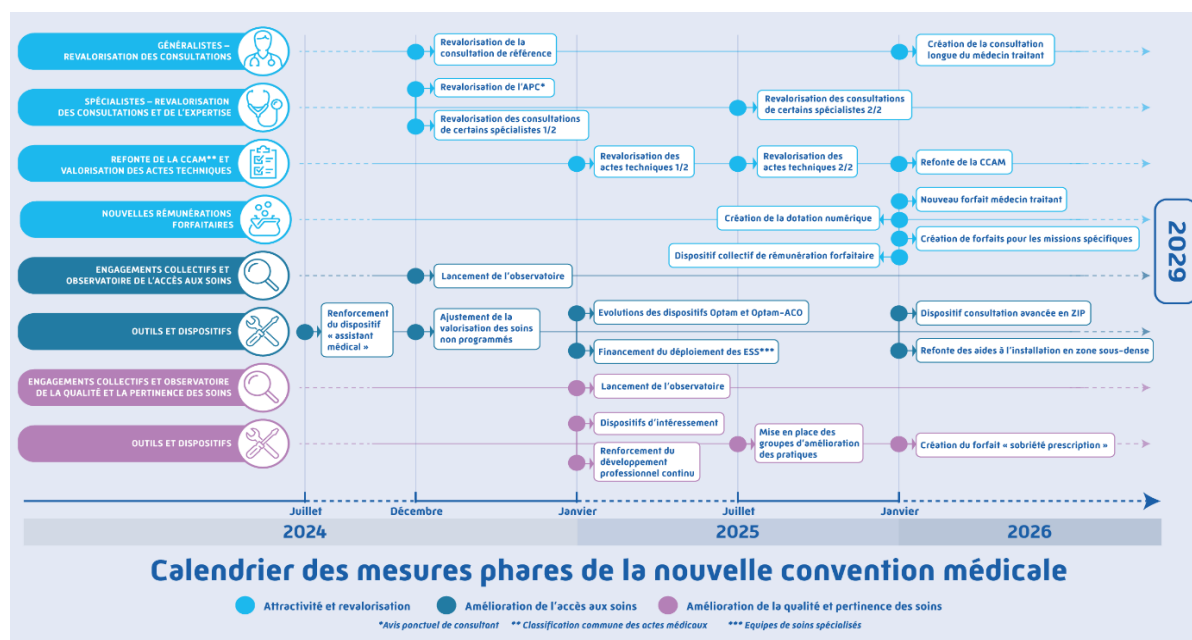 GÉNÉRALISTES –
REVALORISATION DES CONSULTATIONS
Revalorisation de la
consultation de référence
Création de la consultation
longue du médecin traitant
SPÉCIALISTES – REVALORISATION
DES CONSULTATIONS ET DE L'EXPERTISE
Revalorisation de l'APC*
Revalorisation des consultations
de certains spécialistes 1/2
Revalorisation des consultations
de certains spécialistes 2/2
REFONTE DE LA CCAM** ET
VALORISATION DES ACTES TECHNIQUES
Revalorisation des
actes techniques 1/2
Revalorisation des
actes techniques 2/2
Refonte de la CCAM
NOUVELLES RÉMUNÉRATIONS
FORFAITAIRES
Nouveau forfait médecin traitant
Création de la dotation numérique
Création de forfaits pour les missions spécifiques
Dispositif collectif de rémunération forfaitaire
ENGAGEMENTS COLLECTIFS ET
OBSERVATOIRE DE L'ACCÈS AUX SOINS
Lancement de l'observatoire
OUTILS ET DISPOSITIFS
Renforcement
du dispositif
« assistant
médical »
Ajustement de la
valorisation des soins
non programmés
Evolutions des dispositifs Optam et Optam-ACO
Financement du déploiement des ESS***
Dispositif consultation avancée en ZIP
Refonte des aides à l'installation en zone sous-dense
ENGAGEMENTS COLLECTIFS ET OBSERVATOIRE
DE LA QUALITÉ ET LA PERTINENCE DES SOINS
Lancement de l'observatoire
OUTILS ET DISPOSITIFS
Dispositifs d'intéressement
Renforcement du
développement
professionnel continu
Mise en place des
groupes d'amélioration
des pratiques
Création du forfait « sobriété prescription »
2029
Juillet
Décembre
Janvier
Juillet
Janvier
2024
2025
2026
Calendrier des mesures phares de la nouvelle convention médicale
Attractivité et revalorisation
Amélioration de l'accès aux soins
Amélioration de la qualité et pertinence des soins
*Avis ponctuel de consultant
** Classification commune des actes médicaux
*** Equipes de soins spécialisés